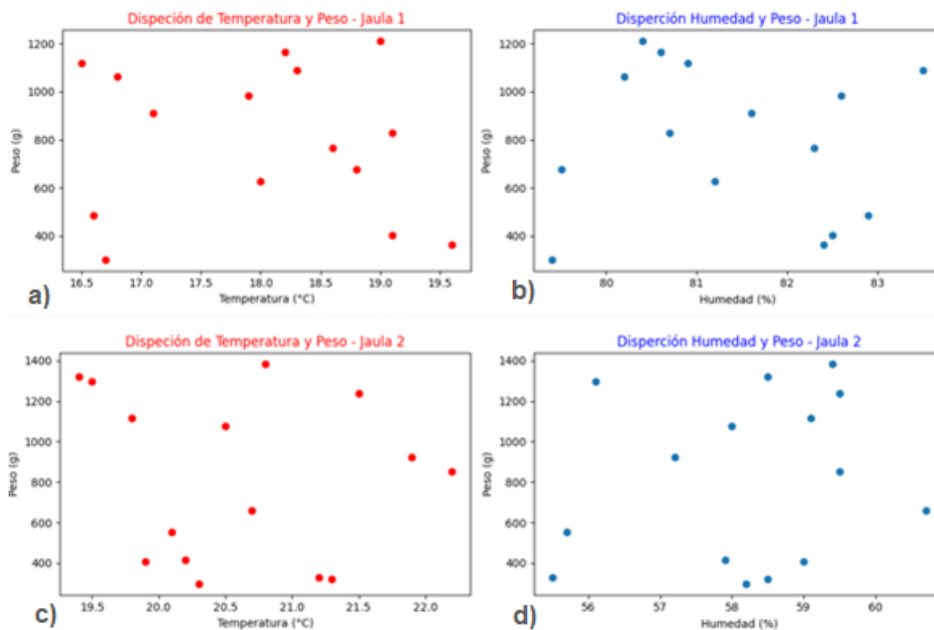 Dispeción de Temperatura y Peso - Jaula 1
Peso (g)
1200
1000
800
600
400
16.5 17.0 17.5 18.0 18.5 19.0 19.5
Temperatura (°C)
a)
Disperción Humedad y Peso - Jaula 1
Peso (g)
1200
1000
800
600
400
80 81 82 83
Humedad (%)
b)
Dispeción de Temperatura y Peso - Jaula 2
Peso (g)
1400
1200
1000
800
600
400
19.5 20.0 20.5 21.0 21.5 22.0
Temperatura (°C)
c)
Disperción Humedad y Peso - Jaula 2
Peso (g)
1400
1200
1000
800
600
400
56 57 58 59 60
Humedad (%)
d)